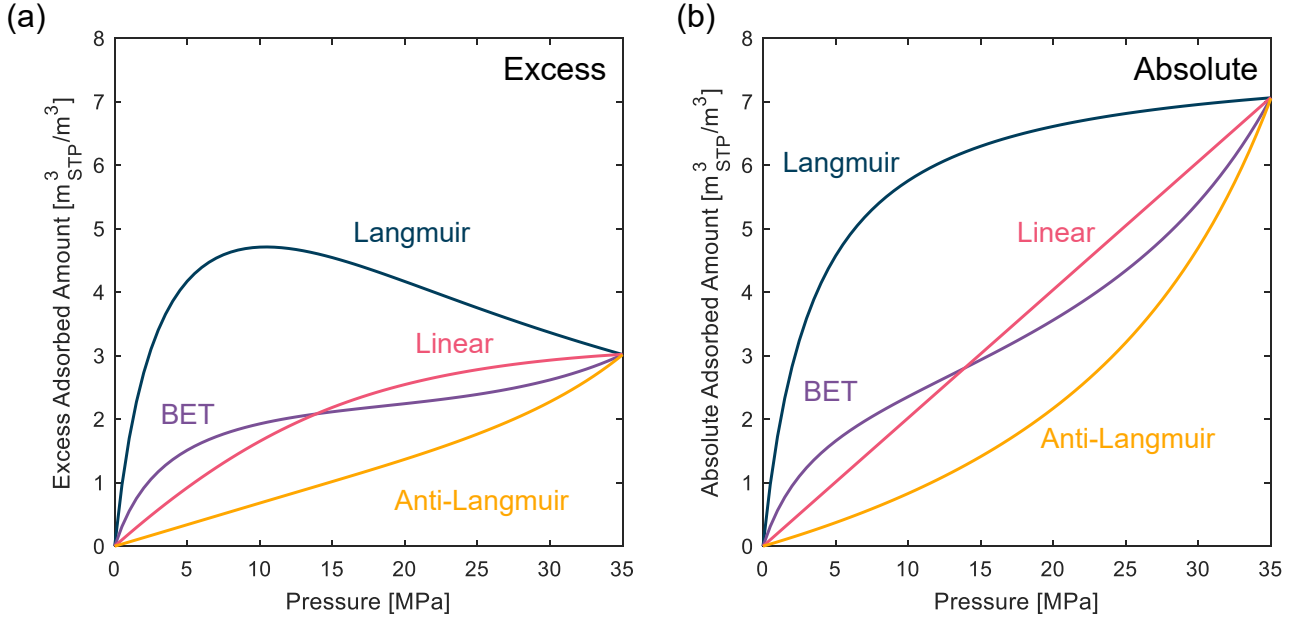 (a)
Excess
8
7
6
5
4
3
2
1
0
Excess Adsorbed Amount [m³STP/m³]
Langmuir
Linear
BET
Anti-Langmuir
0 5 10 15 20 25 30 35
Pressure [MPa]
(b)
Absolute
8
7
6
5
4
3
2
1
0
Absolute Adsorbed Amount [m³STP/m³]
Langmuir
Linear
BET
Anti-Langmuir
0 5 10 15 20 25 30 35
Pressure [MPa]